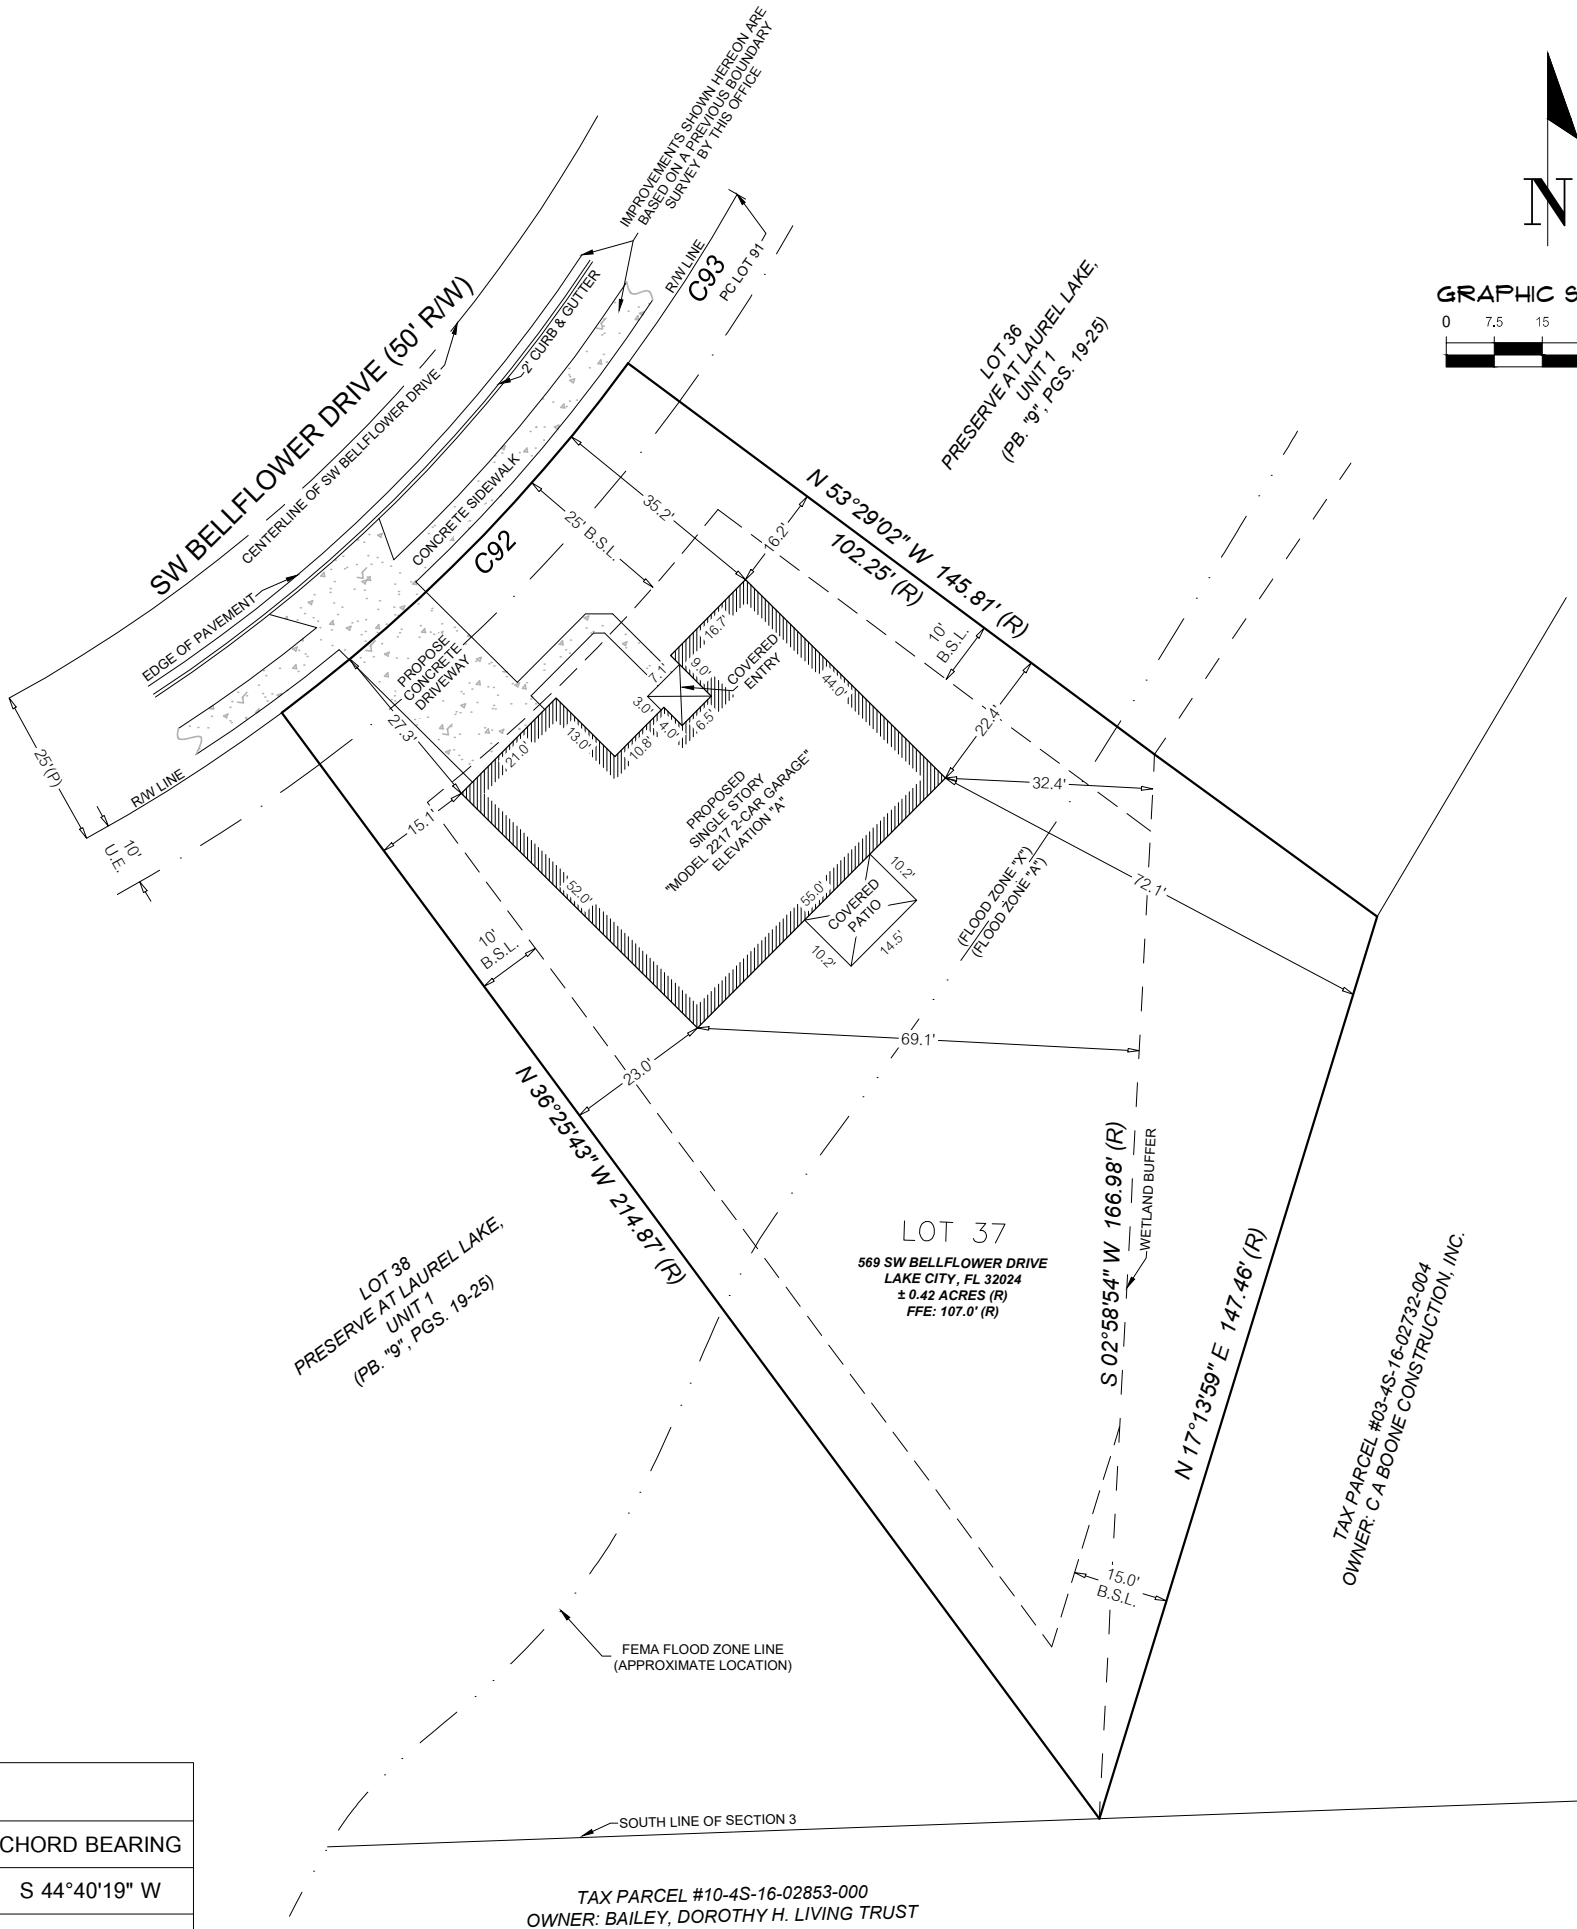 IMPROVEMENTS SHOWN HEREON ARE
BASED ON A PREVIOUS BOUNDARY
SURVEY BY THIS OFFICE
N
GRAPHIC S
0 7.5 15
R/W LINE
C93
PC LOT 91
LOT 36
PRESERVE AT LAUREL LAKE,
UNIT 1
(PB. "9", PGS. 19-25)
SW BELLFLOWER DRIVE (50' R/W)
CENTERLINE OF SW BELLFLOWER DRIVE
2' CURB & GUTTER
EDGE OF PAVEMENT
CONCRETE SIDEWALK
C92
35.2'
25' B.S.L.
16.2'
N 53°29'02" W 145.81' (R)
102.25' (R)
10'
B.S.L.
PROPOSE
CONCRETE
DRIVEWAY
27.3'
16.7'
9.0'
7.1'
COVERED
ENTRY
3.0'
4.0'
6.5'
44.0'
22.4'
21.0'
13.0'
10.8'
25'(P)
R/W LINE
10'
U.E.
15.1'
PROPOSED
SINGLE STORY
"MODEL 2217 2-CAR GARAGE"
ELEVATION "A"
32.4'
72.1'
52.0'
55.0'
10.2'
COVERED
PATIO
10.2'
14.5'
(FLOOD ZONE "X")
(FLOOD ZONE "A")
10'
B.S.L.
69.1'
23.0'
N 36°25'43" W 214.87' (R)
S 02°58'54" W 166.98' (R)
WETLAND BUFFER
LOT 37
569 SW BELLFLOWER DRIVE
LAKE CITY, FL 32024
± 0.42 ACRES (R)
FFE: 107.0' (R)
N 17°13'59" E 147.46' (R)
LOT 38
PRESERVE AT LAUREL LAKE,
UNIT 1
(PB. "9", PGS. 19-25)
TAX PARCEL #03-4S-16-02732-004
OWNER: C A BOONE CONSTRUCTION, INC.
15.0'
B.S.L.
FEMA FLOOD ZONE LINE
(APPROXIMATE LOCATION)
SOUTH LINE OF SECTION 3
CHORD BEARING
S 44°40'19" W
TAX PARCEL #10-4S-16-02853-000
OWNER: BAILEY, DOROTHY H. LIVING TRUST